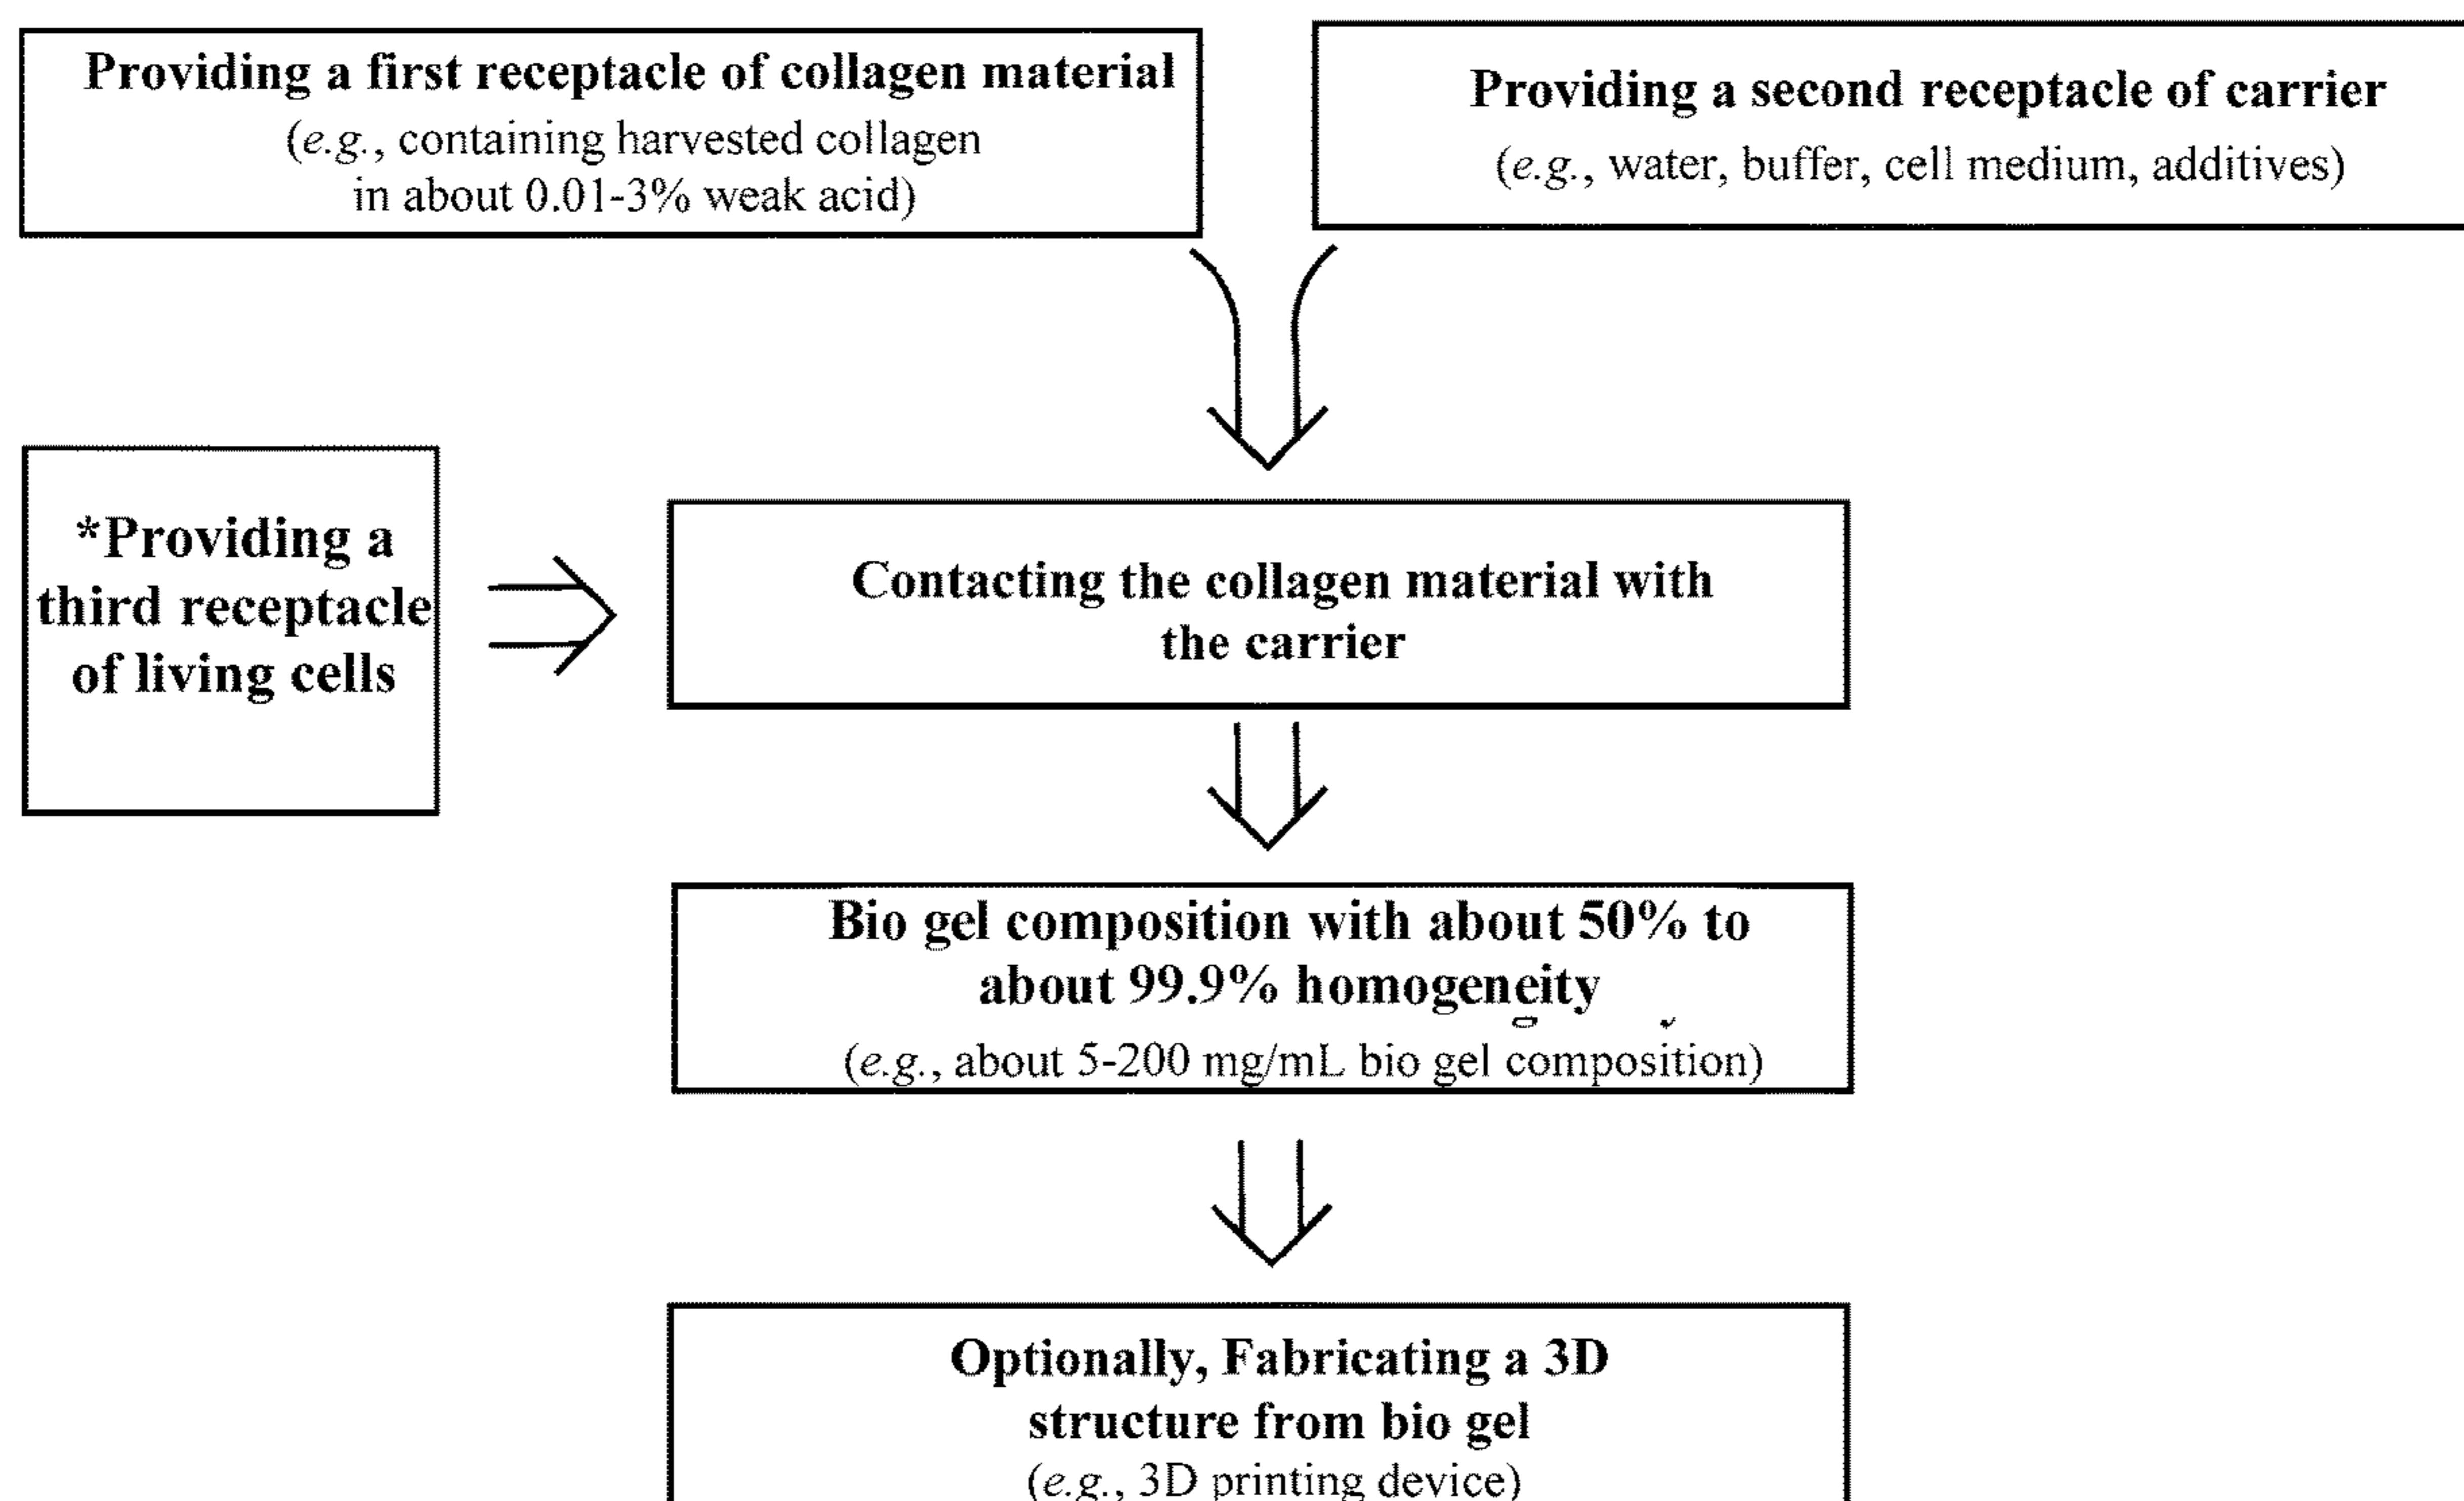 Providing a first receptacle of collagen material
(e.g., containing harvested collagen
in about 0.01-3% weak acid)
Providing a second receptacle of carrier
(e.g., water, buffer, cell medium, additives)
*Providing a
third receptacle
of living cells
Contacting the collagen material with
the carrier
Bio gel composition with about 50% to
about 99.9% homogeneity
(e.g., about 5-200 mg/mL bio gel composition)
Optionally, Fabricating a 3D
structure from bio gel
(e.g., 3D printing device)